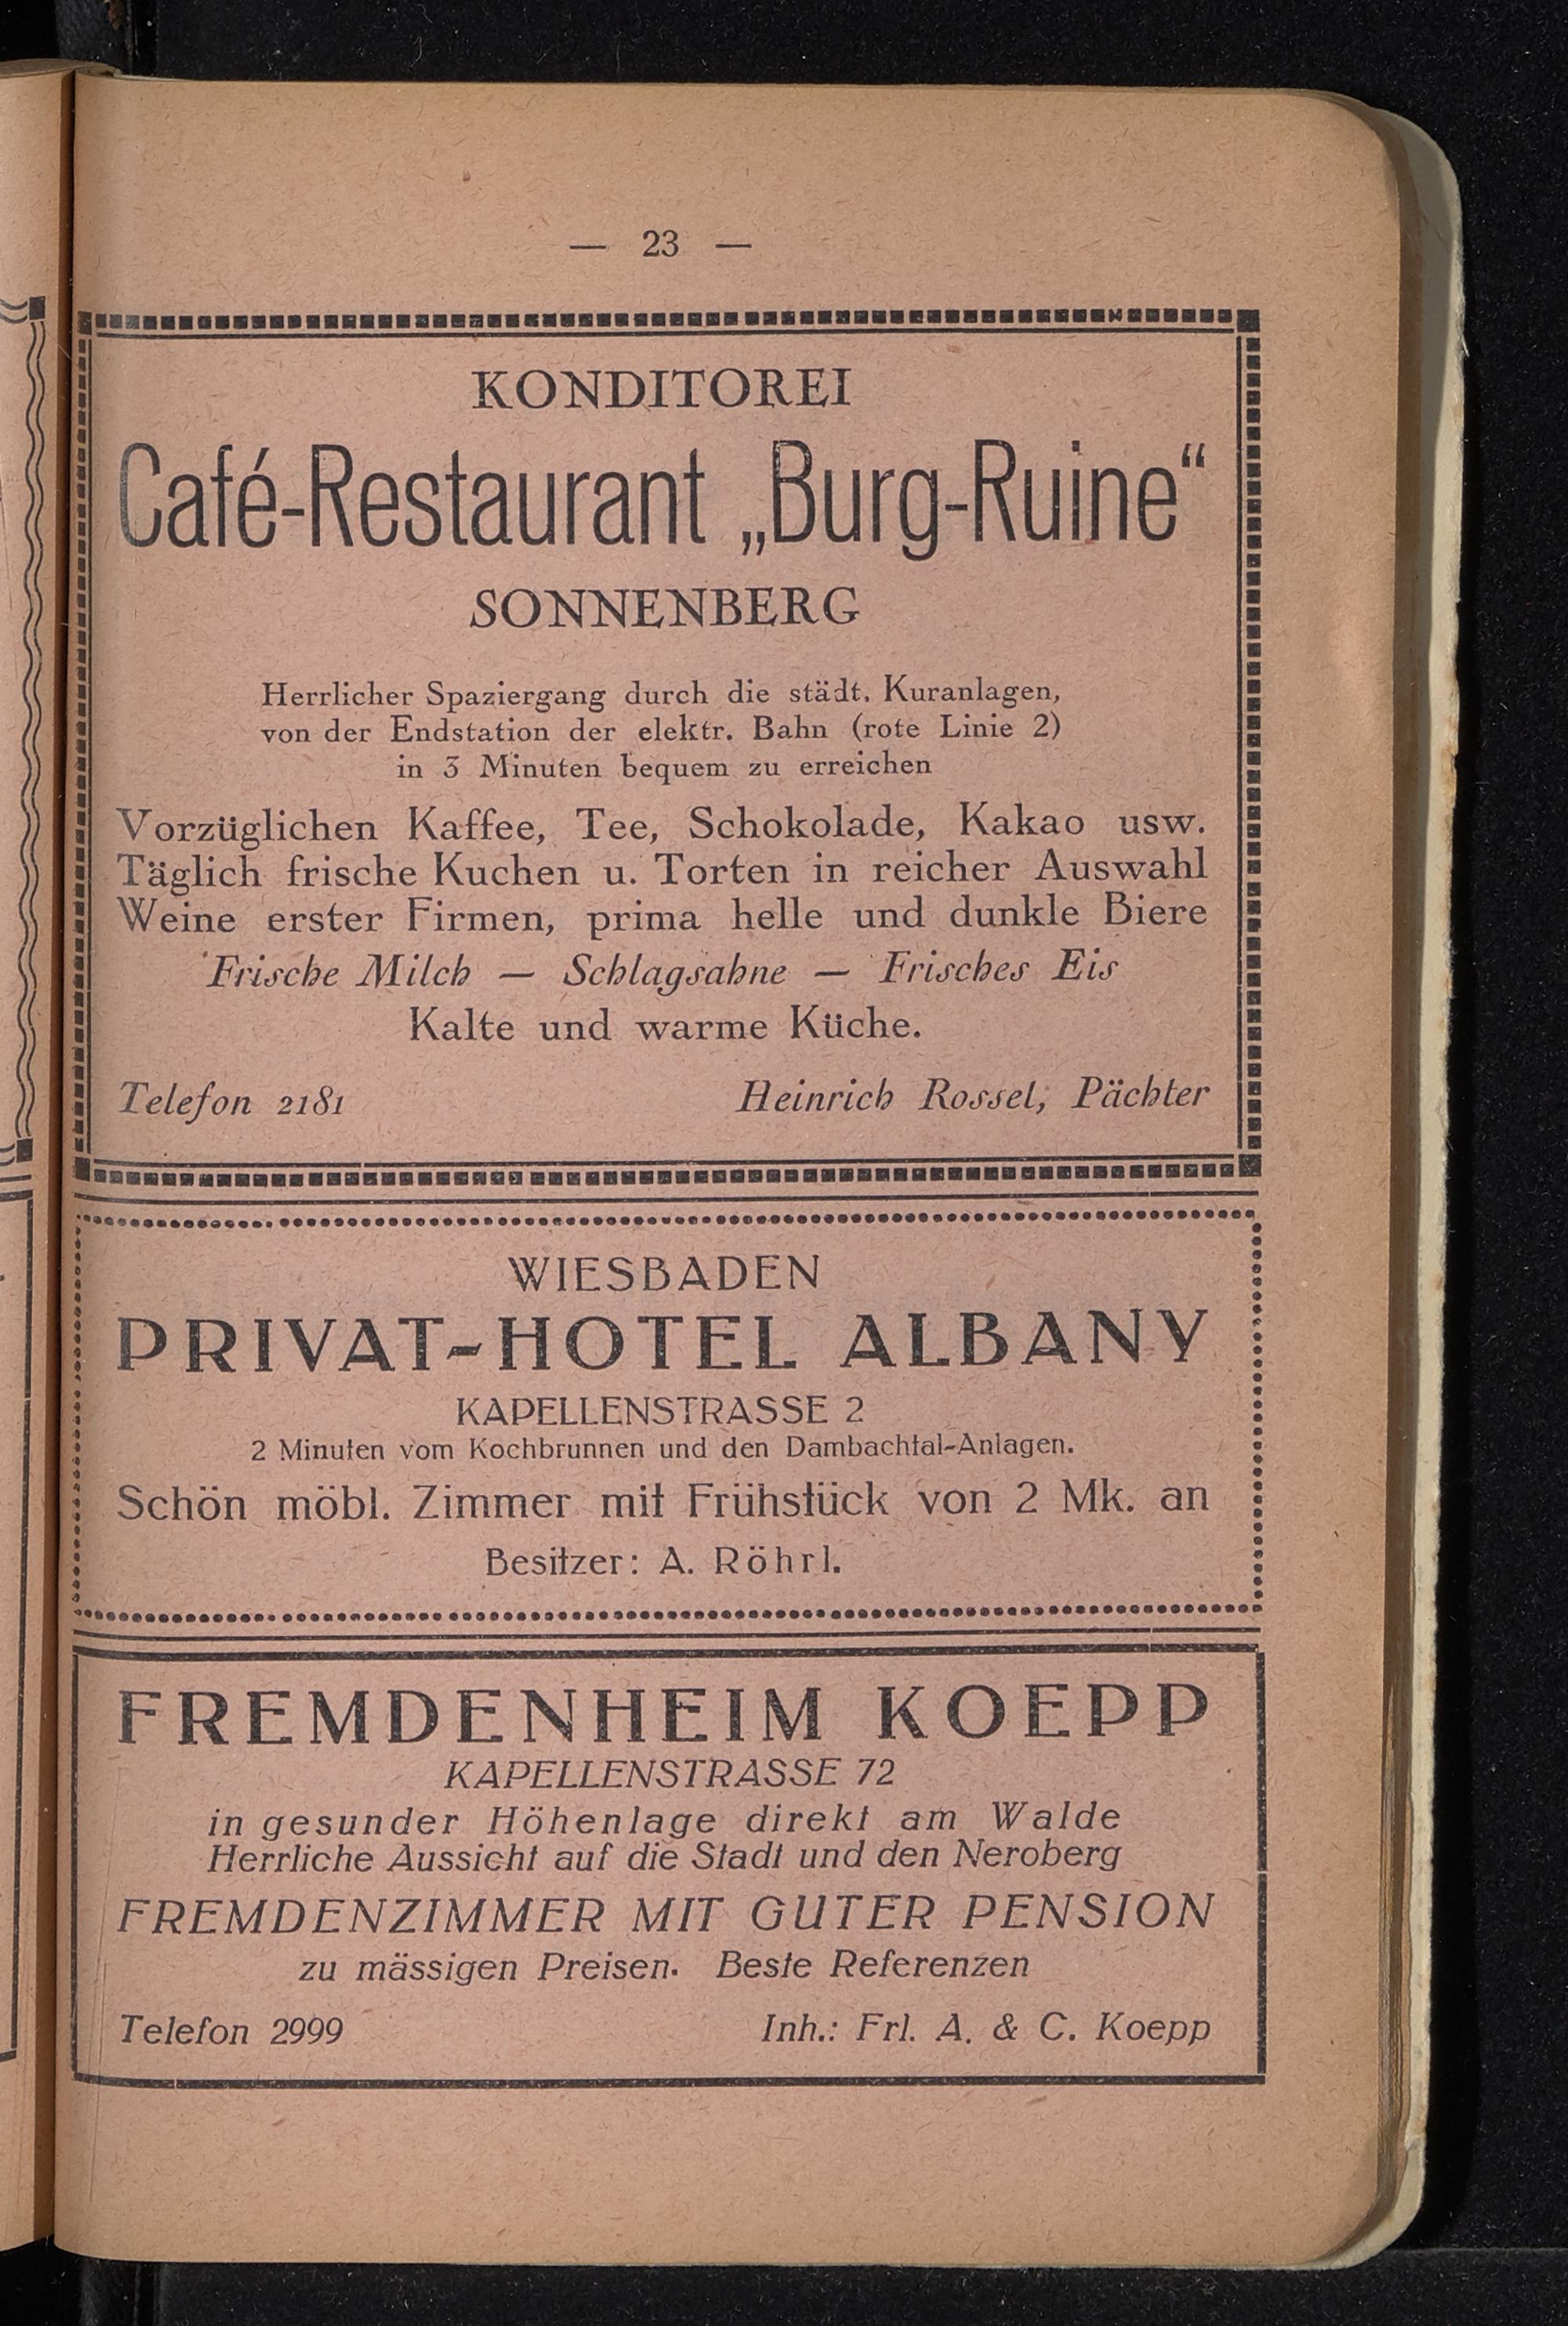 — 23 —
KONDITOREI
Café-Restaurant „Burg-Ruine“
SONNENBERG
Herrlicher Spaziergang durch die städt. Kuranlagen,
von der Endstation der elektr. Bahn (rote Linie 2)
in 3 Minuten bequem zu erreichen
Vorzüglichen Kaffee, Tee, Schokolade, Kakao usw.
Täglich frische Kuchen u. Torten in reicher Auswahl
Weine erster Firmen, prima helle und dunkle Biere
Frische Milch — Schlagsahne — Frisches Eis
Kalte und warme Küche.
Telefon 2181 Heinrich Rossel, Pächter
WIESBADEN
PRIVAT-HOTEL ALBANY
KAPELLENSTRASSE 2
2 Minuten vom Kochbrunnen und den Dambachtal-Anlagen.
Schön möbl. Zimmer mit Frühstück von 2 Mk. an
Besitzer: A. Röhrl.
FREMDENHEIM KOEPP
KAPELLENSTRASSE 72
in gesunder Höhenlage direkt am Walde
Herrliche Aussicht auf die Stadt und den Neroberg
FREMDENZIMMER MIT GUTER PENSION
zu mässigen Preisen. Beste Referenzen
Telefon 2999 Inh.: Frl. A. & C. Koepp